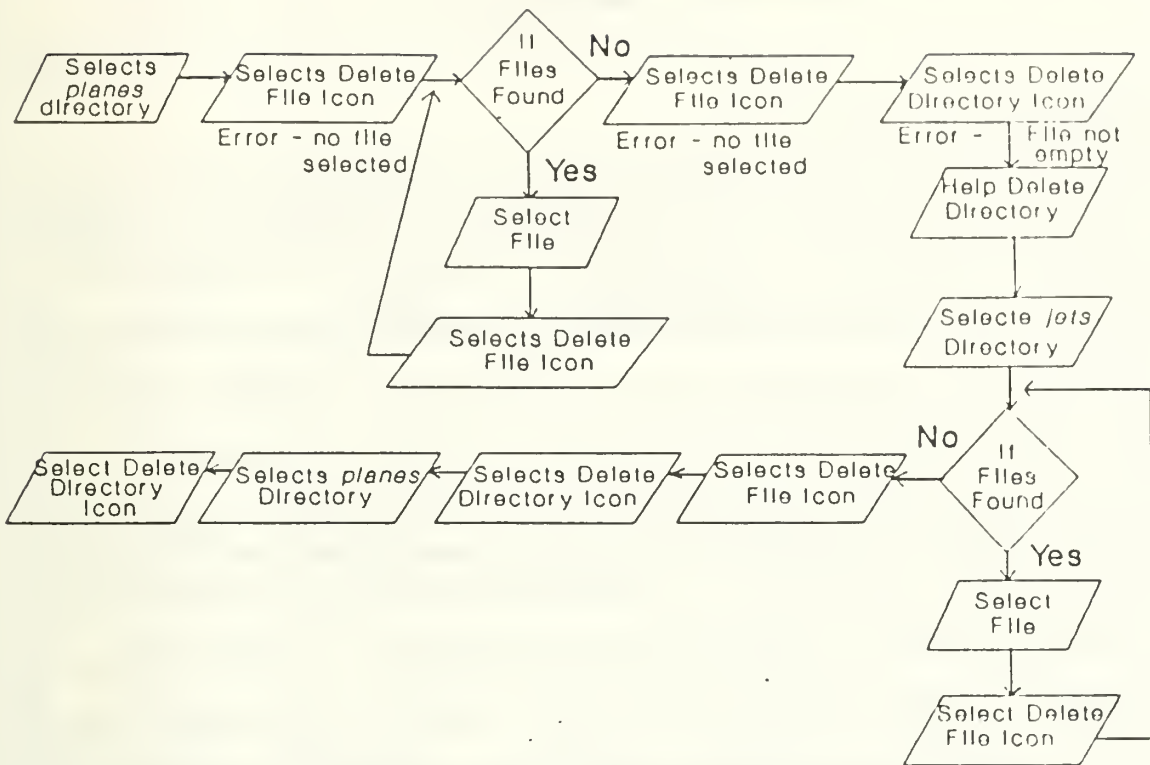 Selects
planes
directory
Selects Delete
File Icon
Error - no file
selected
If
Files
Found
No
Selects Delete
File Icon
Error - no file
selected
Selects Delete
Directory Icon
Error - File not
empty
Yes
Select
File
Selects Delete
File Icon
Help Delete
Directory
Selecte jets
Directory
If
Files
Found
No
Selects Delete
File Icon
Selects Delete
Directory Icon
Selects planes
Directory
Select Delete
Directory
Icon
Yes
Select
File
Select Delete
File Icon